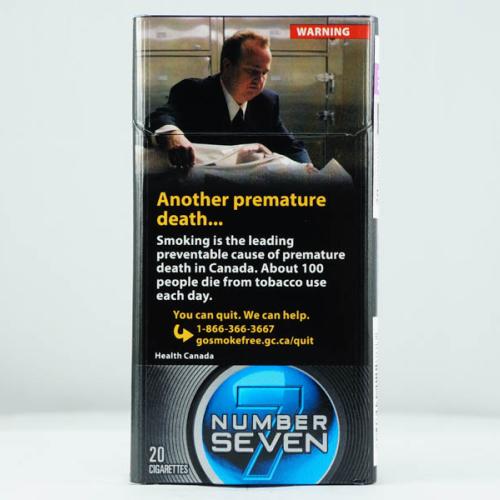 WARNING
Another premature
death...
Smoking is the leading
preventable cause of premature
death in Canada. About 100
people die from tobacco use
each day.
You can quit. We can help.
1-866-366-3667
gosmokefree.gc.ca/quit
Health Canada
7
NUMBER
SEVEN
20
CIGARETTES